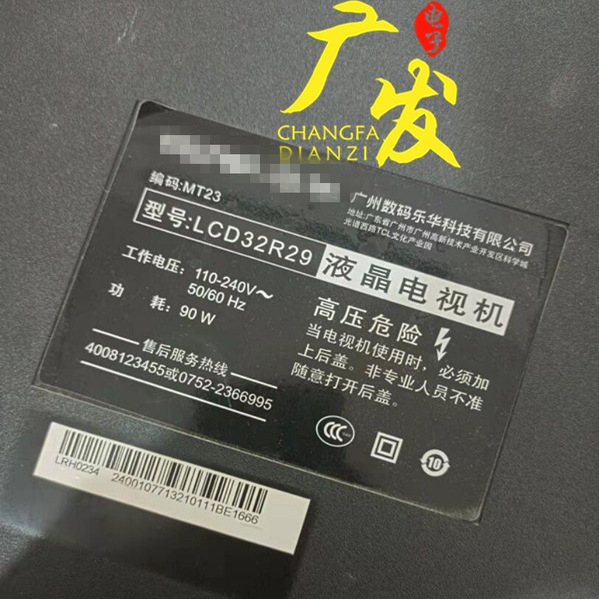 电子
广发
CHANGFA
DIANZI
编码:MT23
广州数码乐华科技有限公司
地址:广东省广州市广州高新技术产业开发区科学城
光谱西路TCL文化产业园
型号:LCD32R29 液晶电视机
工作电压: 110-240V～
50/60 Hz
功 耗: 90 W
售后服务热线
4008123455或0752-2366995
高压危险
当电视机使用时,必须加
上后盖。非专业人员不准
随意打开后盖。
CCC
10
LRH0234 2400107713210111BE1666